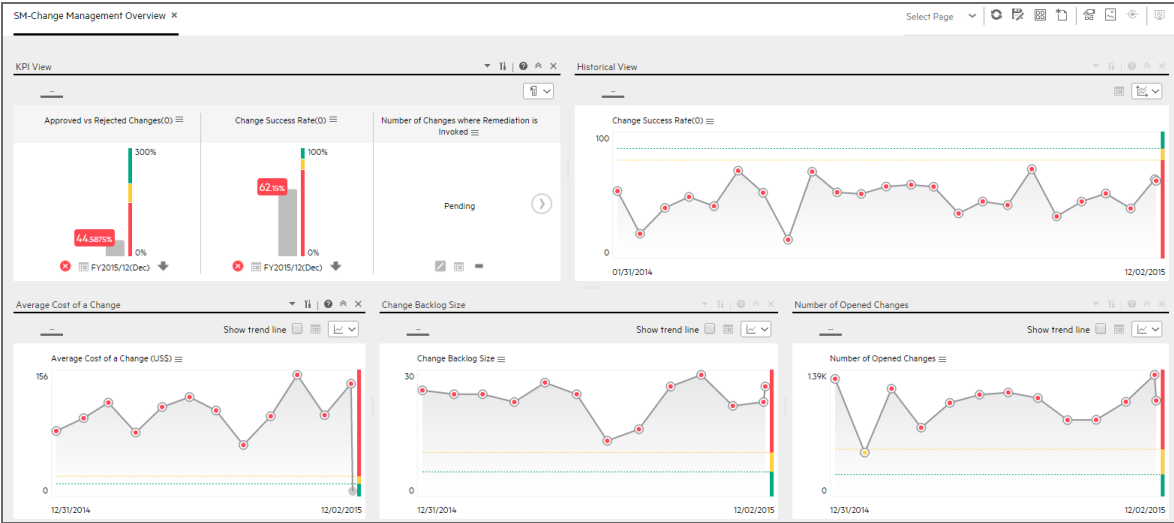 SM-Change Management Overview ×
Select Page
KPI View
Historical View
Approved vs Rejected Changes(0)
300%
44.5875%
0%
FY2015/12(Dec)
Change Success Rate(0)
100%
62.15%
0%
FY2015/12(Dec)
Number of Changes where Remediation is
Invoked
Pending
Change Success Rate(0)
100
0
01/31/2014
12/02/2015
Average Cost of a Change
Show trend line
Average Cost of a Change (US$)
156
0
12/31/2014
12/02/2015
Change Backlog Size
Show trend line
Change Backlog Size
30
0
12/31/2014
12/02/2015
Number of Opened Changes
Show trend line
Number of Opened Changes
1.39K
0
12/31/2014
12/02/2015